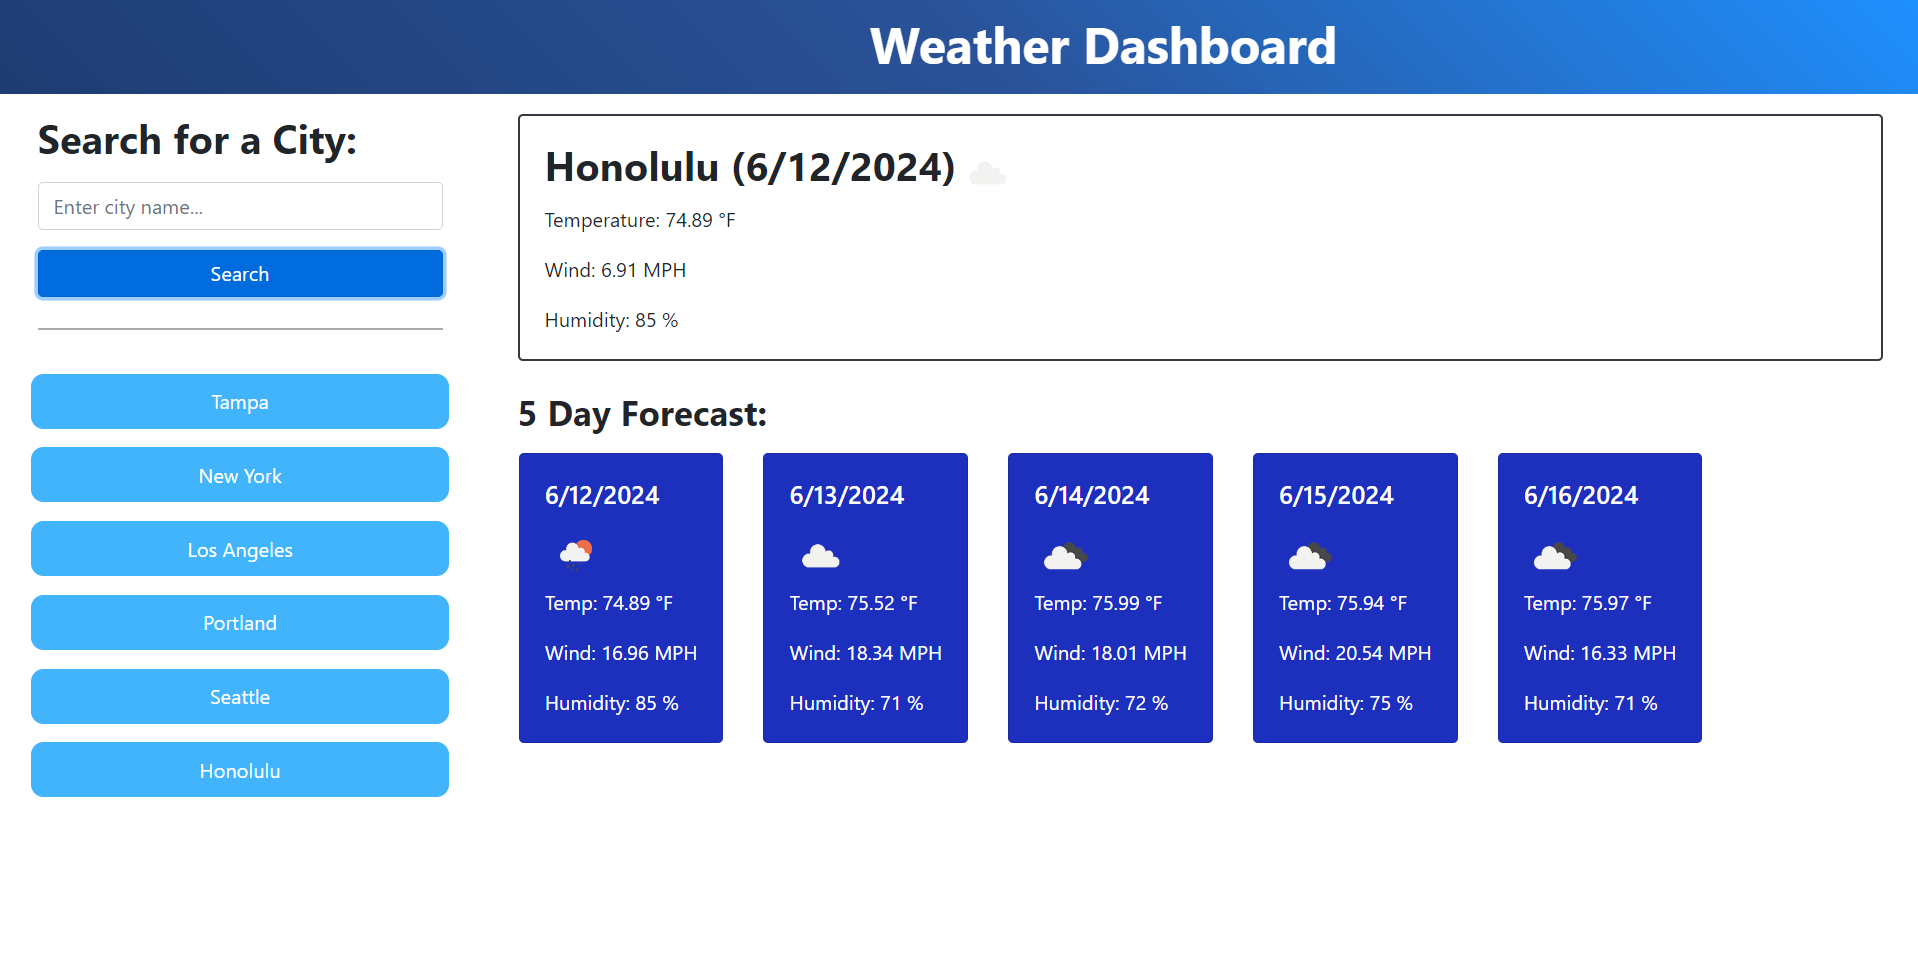 Weather Dashboard
Search for a City:
Enter city name...
Search
Tampa
New York
Los Angeles
Portland
Seattle
Honolulu
Honolulu (6/12/2024)
Temperature: 74.89 °F
Wind: 6.91 MPH
Humidity: 85 %
5 Day Forecast:
6/12/2024
Temp: 74.89 °F
Wind: 16.96 MPH
Humidity: 85 %
6/13/2024
Temp: 75.52 °F
Wind: 18.34 MPH
Humidity: 71 %
6/14/2024
Temp: 75.99 °F
Wind: 18.01 MPH
Humidity: 72 %
6/15/2024
Temp: 75.94 °F
Wind: 20.54 MPH
Humidity: 75 %
6/16/2024
Temp: 75.97 °F
Wind: 16.33 MPH
Humidity: 71 %